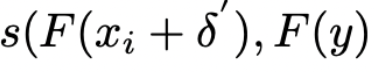 s(F(x_i + δ′), F(y)